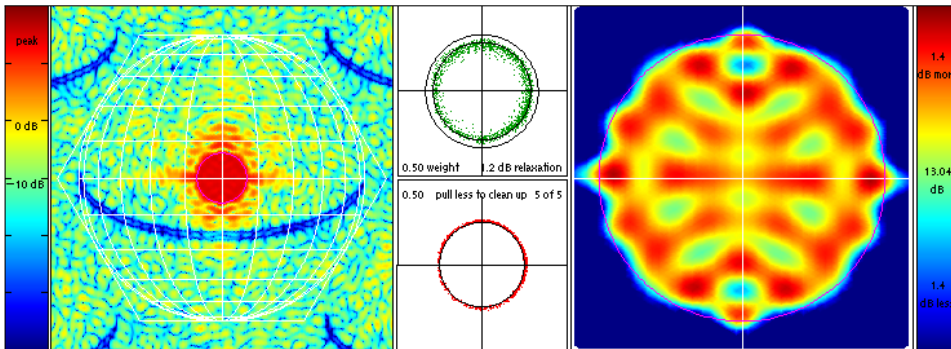 peak
0 dB
-10 dB
0.50 weight 1.2 dB relaxation
0.50 pull less to clean up 5 of 5
1.4
dB more
13.04
dB
1.4
dB less